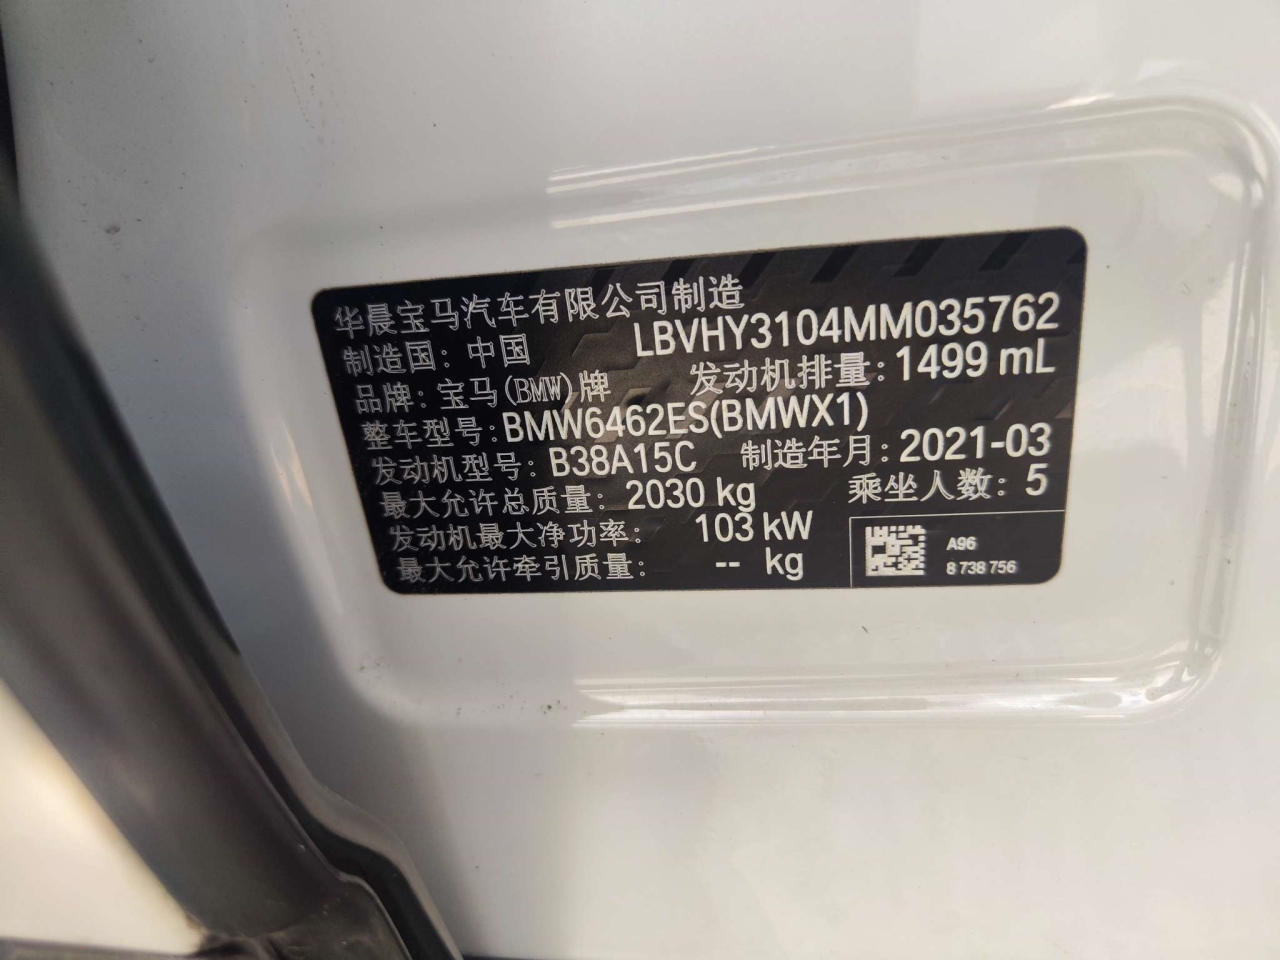 华晨宝马汽车有限公司制造
LBVHY3104MM035762
制造国: 中国
发动机排量: 1499 mL
品牌: 宝马(BMW)牌
整车型号: BMW6462ES(BMWX1)
发动机型号: B38A15C 制造年月: 2021-03
最大允许总质量: 2030 kg 乘坐人数: 5
发动机最大净功率: 103 kW
最大允许牵引质量: -- kg
A96
8 738 756